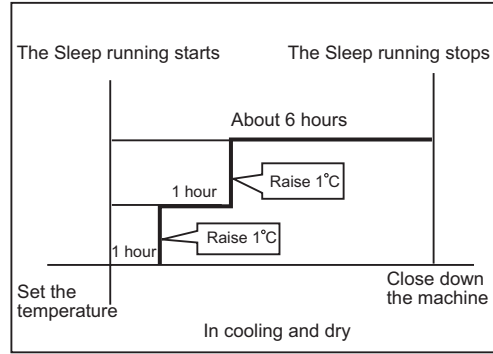 The Sleep running starts
The Sleep running stops
About 6 hours
Raise 1°C
1 hour
Raise 1°C
1 hour
Set the
temperature
Close down
the machine
In cooling and dry